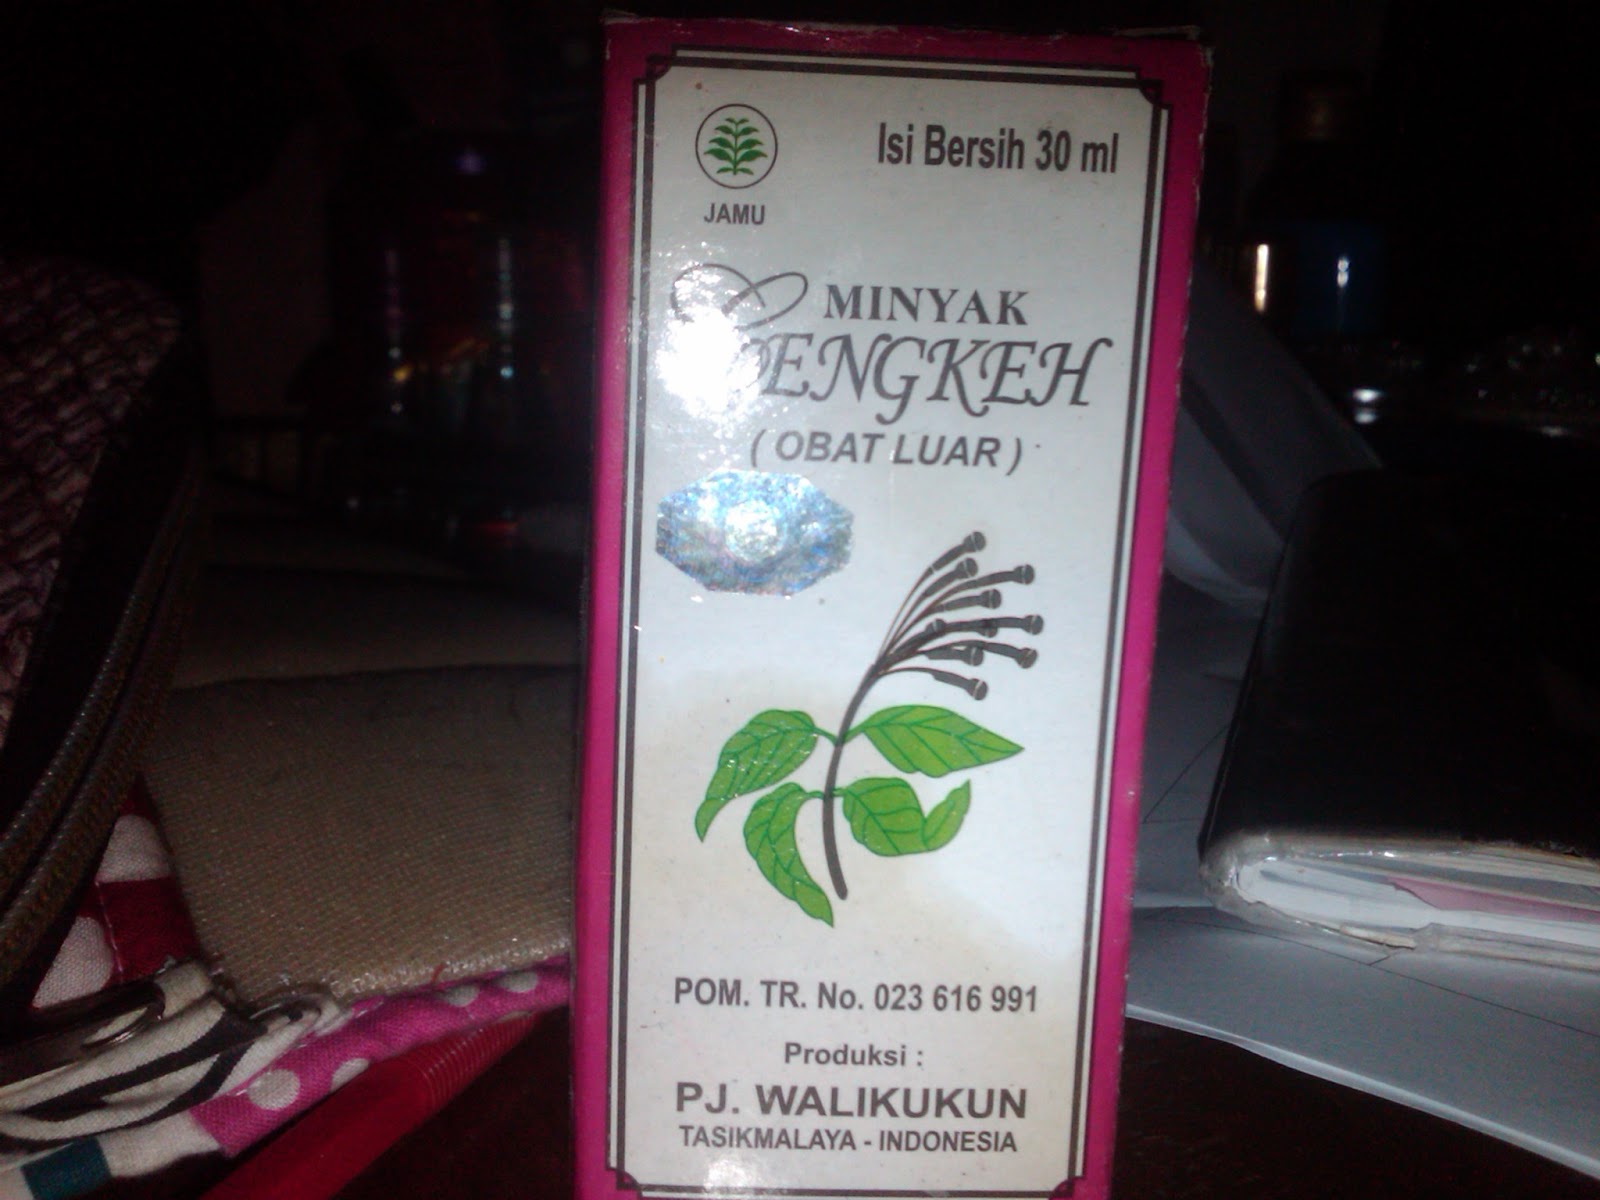 Isi Bersih 30 ml
JAMU
MINYAK
( OBAT LUAR )
POM. TR. No. 023 616 991
Produksi :
PJ. WALIKUKUN
TASIKMALAYA - INDONESIA